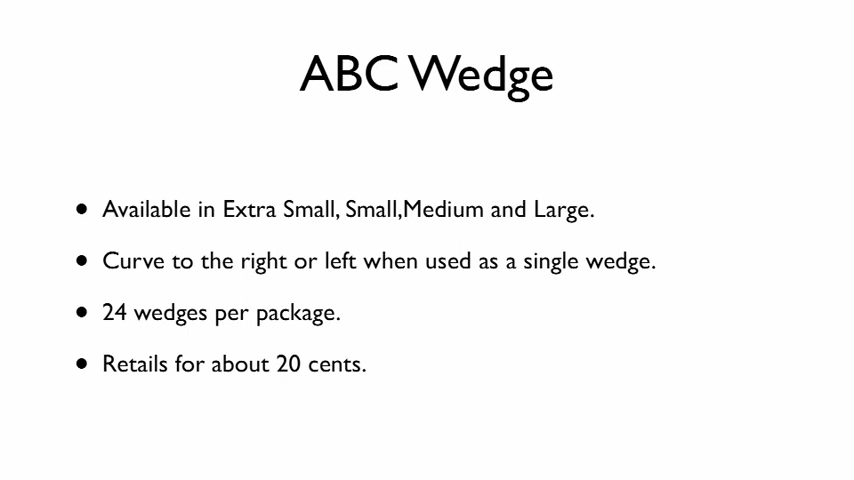 ABC Wedge
• Available in Extra Small, Small,Medium and Large.
• Curve to the right or left when used as a single wedge.
• 24 wedges per package.
• Retails for about 20 cents.